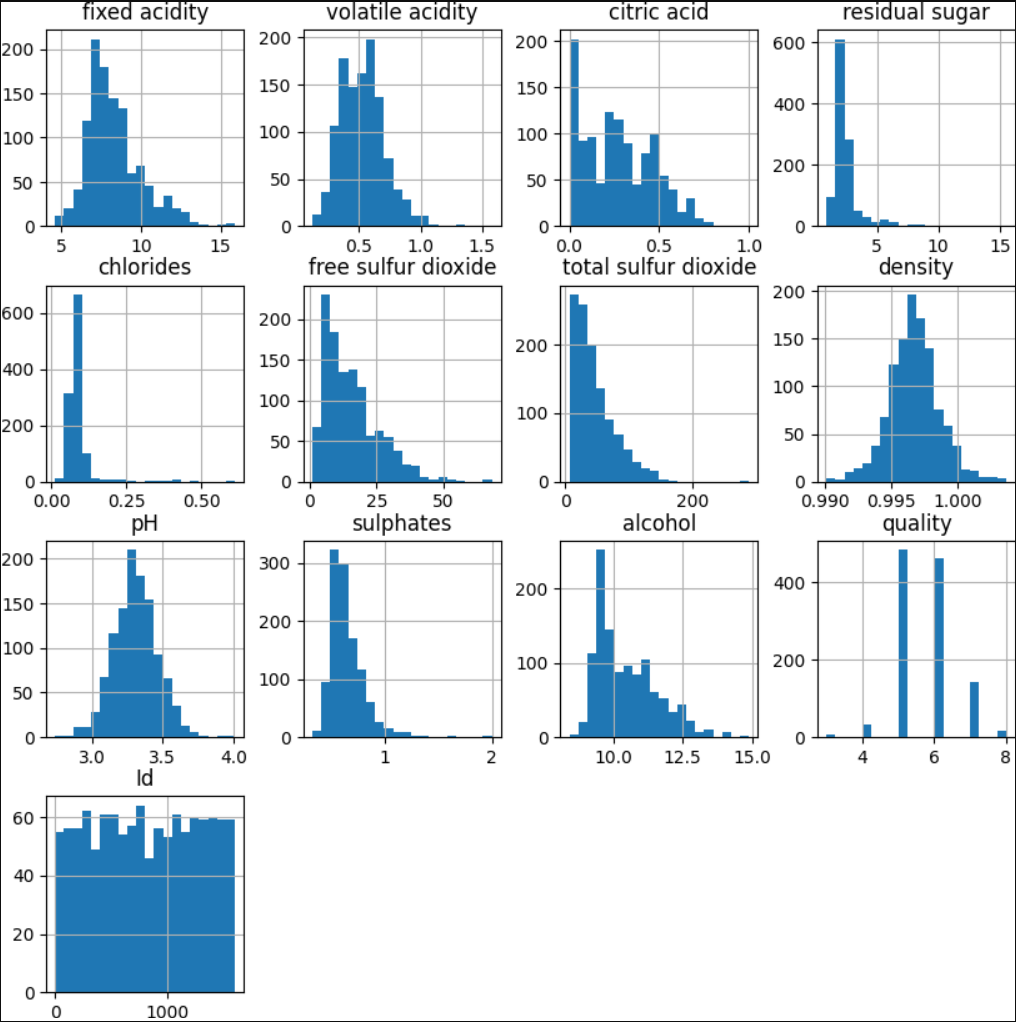 fixed acidity volatile acidity citric acid residual sugar
200 150 100 50 0
200 150 100 50 0
200 150 100 50 0
600 400 200 0
5 10 15
0.5 1.0 1.5
0.0 0.5 1.0
5 10 15
chlorides free sulfur dioxide total sulfur dioxide density
600 400 200 0
200 150 100 50 0
200 100 0
200 150 100 50 0
0.00 0.25 0.50
0 25 50
0 200
0.990 0.995 1.000
pH sulphates alcohol quality
200 150 100 50 0
300 200 100 0
200 100 0
400 200 0
3.0 3.5 4.0
1 2
10.0 12.5 15.0
4 6 8
Id
60 40 20 0
0 1000